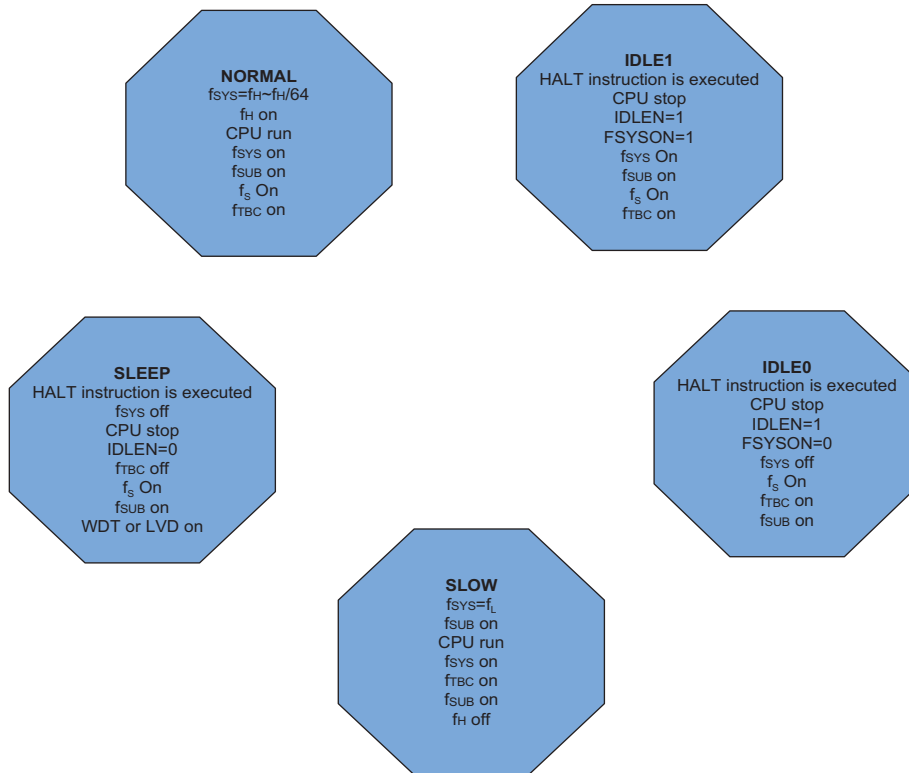 NORMAL
fSYS=fH~fH/64
fH on
CPU run
fSYS on
fSUB on
fS On
fTBC on
IDLE1
HALT instruction is executed
CPU stop
IDLEN=1
FSYSON=1
fSYS On
fSUB on
fS On
fTBC on
SLEEP
HALT instruction is executed
fSYS off
CPU stop
IDLEN=0
fTBC off
fS On
fSUB on
WDT or LVD on
IDLE0
HALT instruction is executed
CPU stop
IDLEN=1
FSYSON=0
fSYS off
fS On
fTBC on
fSUB on
SLOW
fSYS=fL
fSUB on
CPU run
fSYS on
fTBC on
fSUB on
fH off